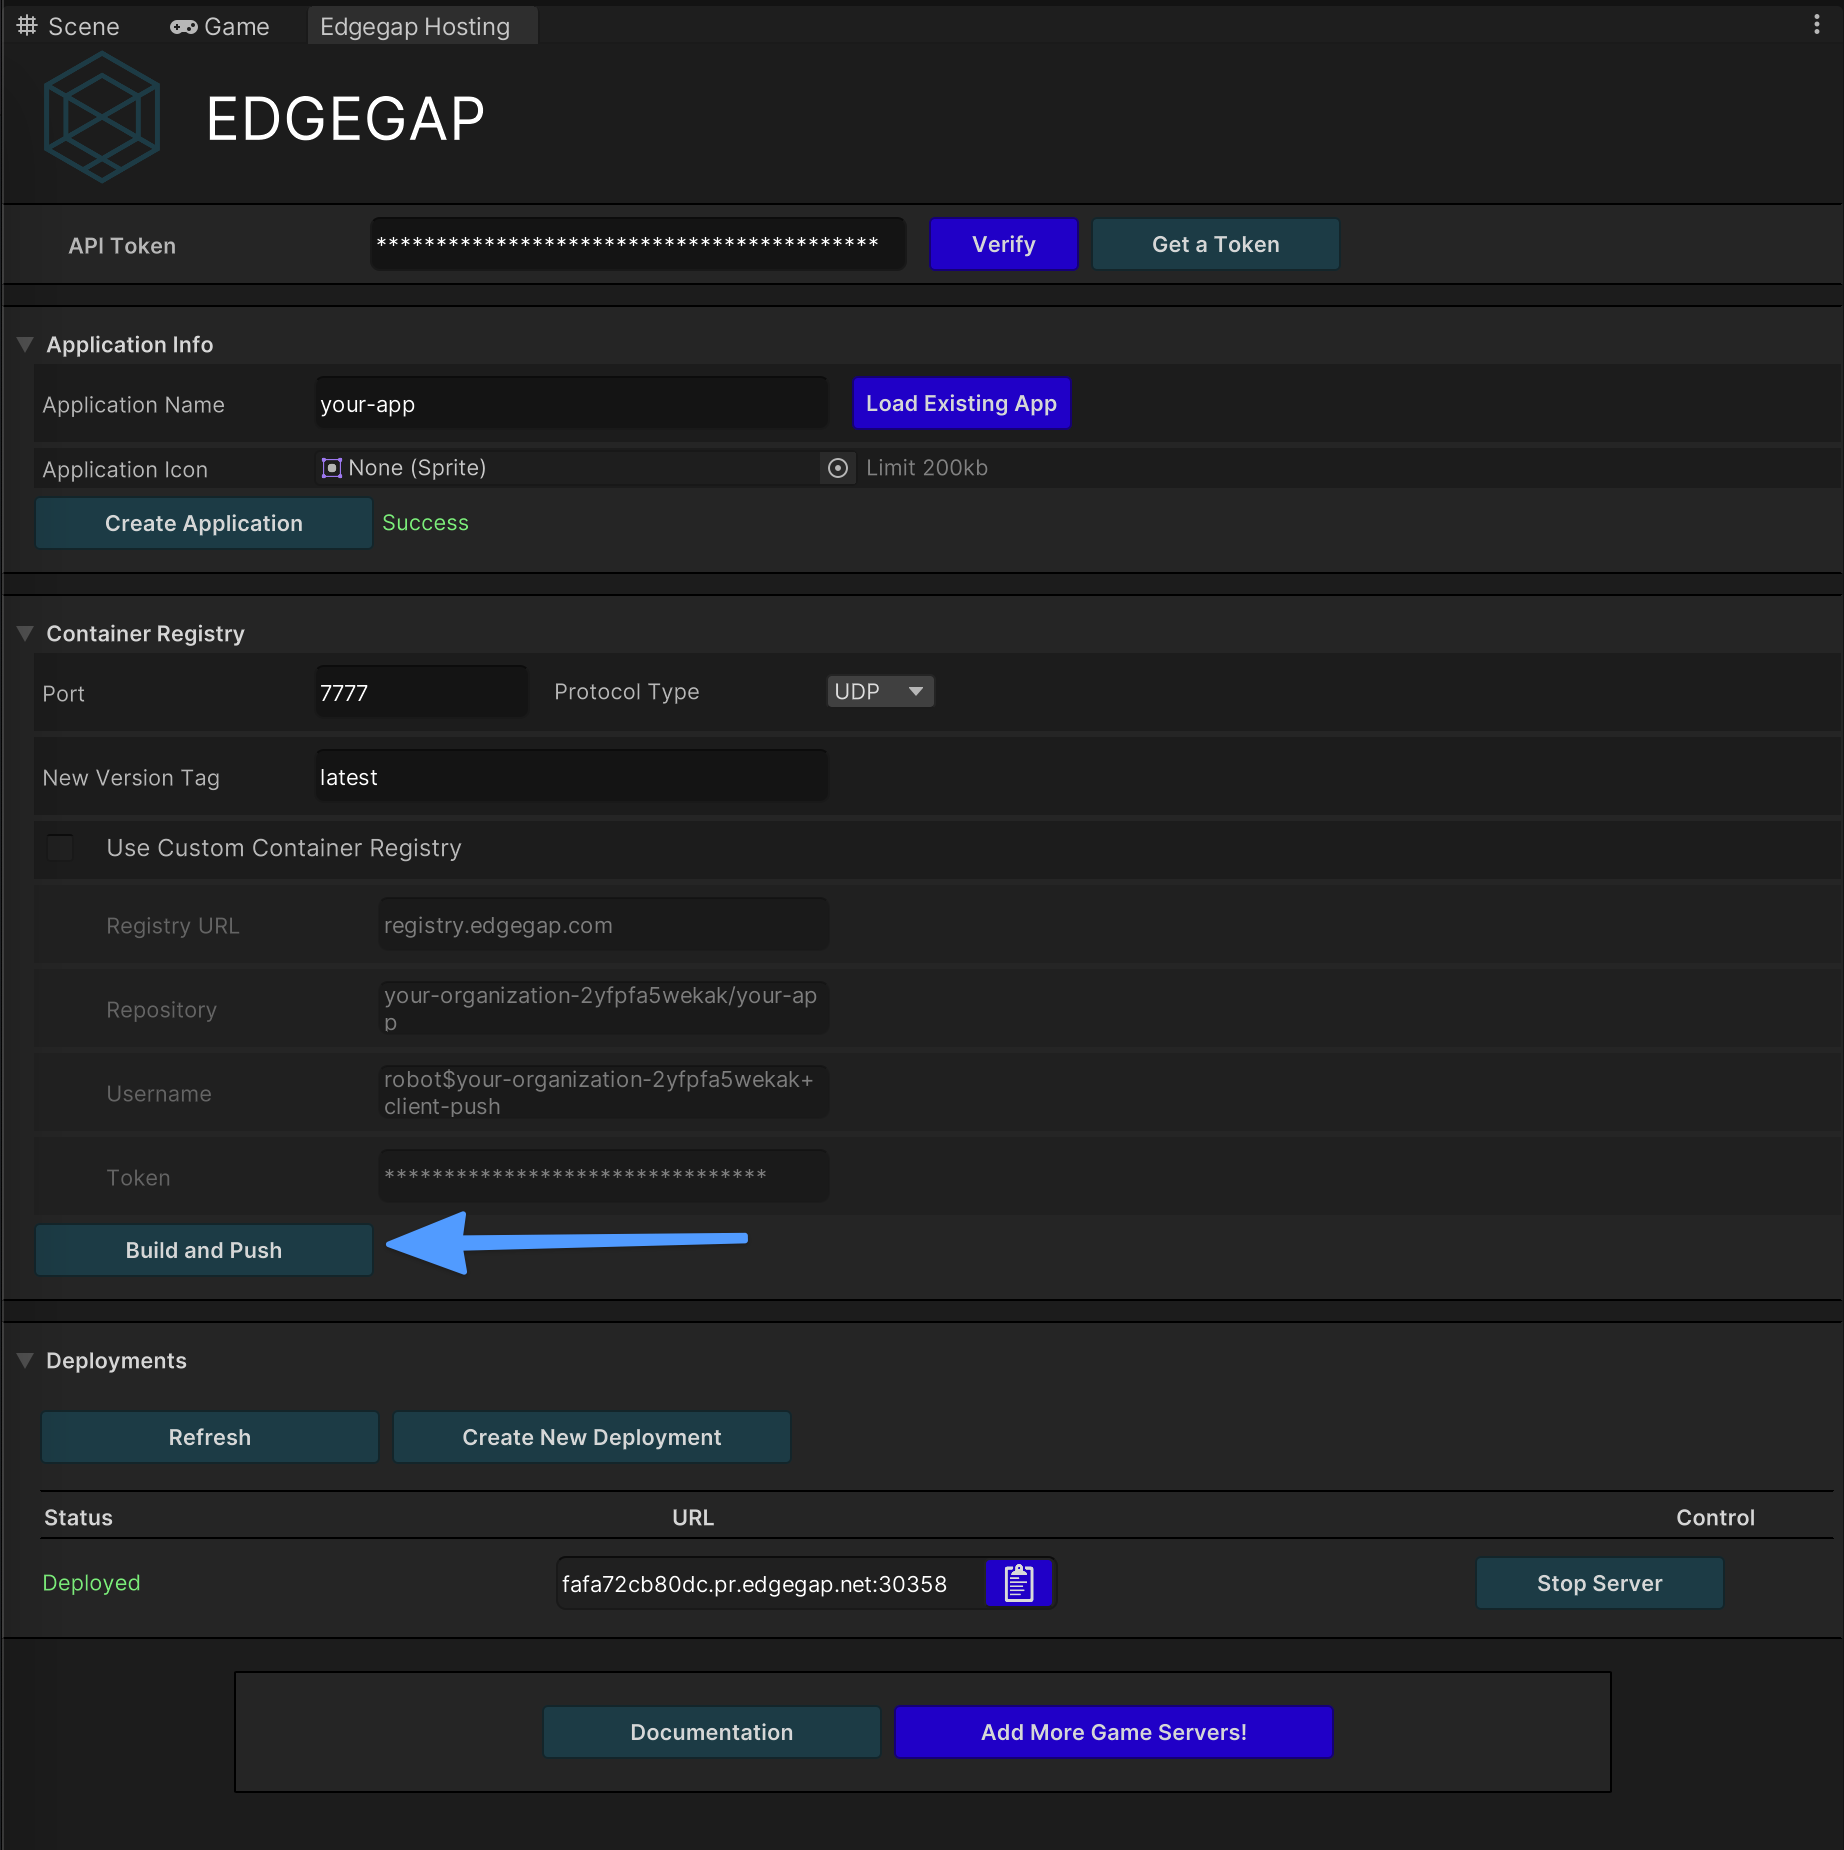 Scene Game Edgegap Hosting
EDGEGAP
API Token ****************************************** Verify Get a Token
Application Info
Application Name your-app Load Existing App
Application Icon None (Sprite) Limit 200kb
Create Application Success
Container Registry
Port 7777 Protocol Type UDP
New Version Tag latest
Use Custom Container Registry
Registry URL registry.edgegap.com
Repository your-organization-2yfpfa5wekak/your-ap
p
Username robot$your-organization-2yfpfa5wekak+
client-push
Token ********************************
Build and Push
Deployments
Refresh Create New Deployment
Status URL Control
Deployed fafa72cb80dc.pr.edgegap.net:30358 Stop Server
Documentation Add More Game Servers!